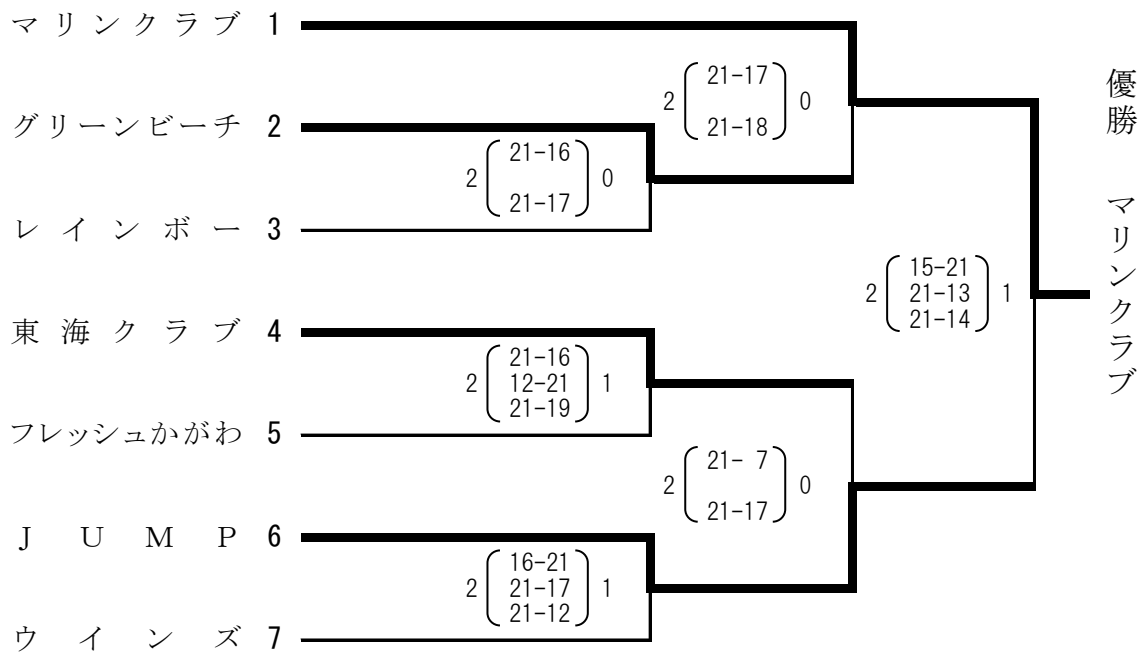 マリンクラブ 1
グリーンビーチ 2
レインボー 3
東海クラブ 4
フレッシュかがわ 5
JUMP 6
ウインズ 7
2 21-16 0
21-17
2 21-16 1
12-21
21-19
2 16-21 1
21-17
21-12
2 21-17 0
21-18
2 21- 7 0
21-17
2 15-21 1
21-13
21-14
優勝 マリンクラブ